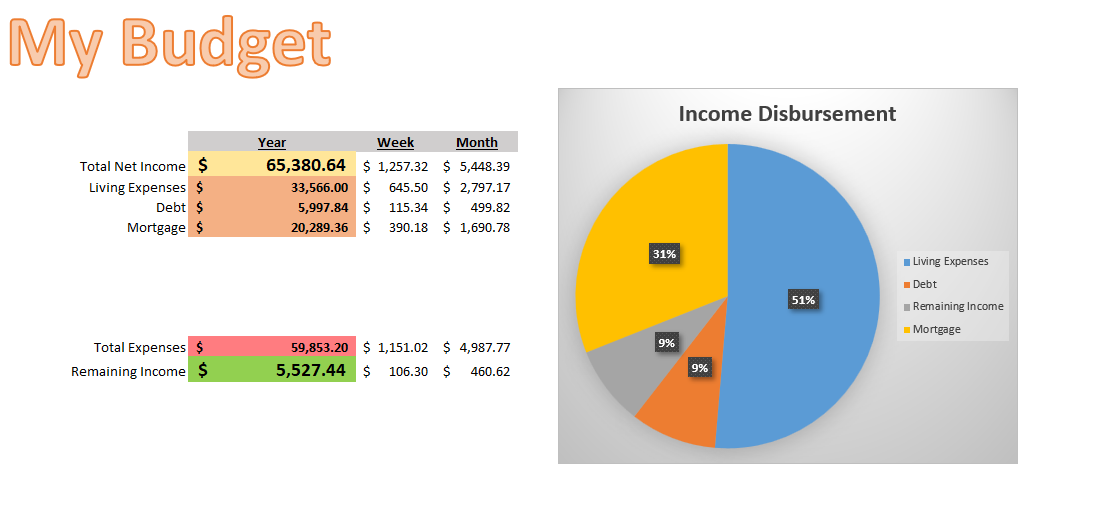 My Budget
Year Week Month
Total Net Income $ 65,380.64 $ 1,257.32 $ 5,448.39
Living Expenses $ 33,566.00 $ 645.50 $ 2,797.17
Debt $ 5,997.84 $ 115.34 $ 499.82
Mortgage $ 20,289.36 $ 390.18 $ 1,690.78
Total Expenses $ 59,853.20 $ 1,151.02 $ 4,987.77
Remaining Income $ 5,527.44 $ 106.30 $ 460.62
Income Disbursement
31%
51%
9%
9%
Living Expenses
Debt
Remaining Income
Mortgage